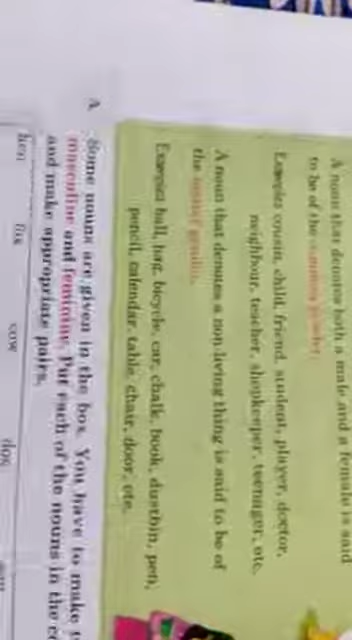 A noun that denotes both a male and a female is said
to be of the common gender.
Examples cousin, child, friend, student, player, doctor,
neighbour, teacher, shopkeeper, teenager, etc.
A noun that denotes a non living thing is said to be of
the neuter gender.
Examples ball, bag, bicycle, car, chalk, book, dustbin, pen,
pencil, calendar, table, chair, door, etc.
A. Some nouns are given in the box. You have to make
masculine and feminine. Put each of the nouns in the
and make appropriate pairs.
hen fox cow dog